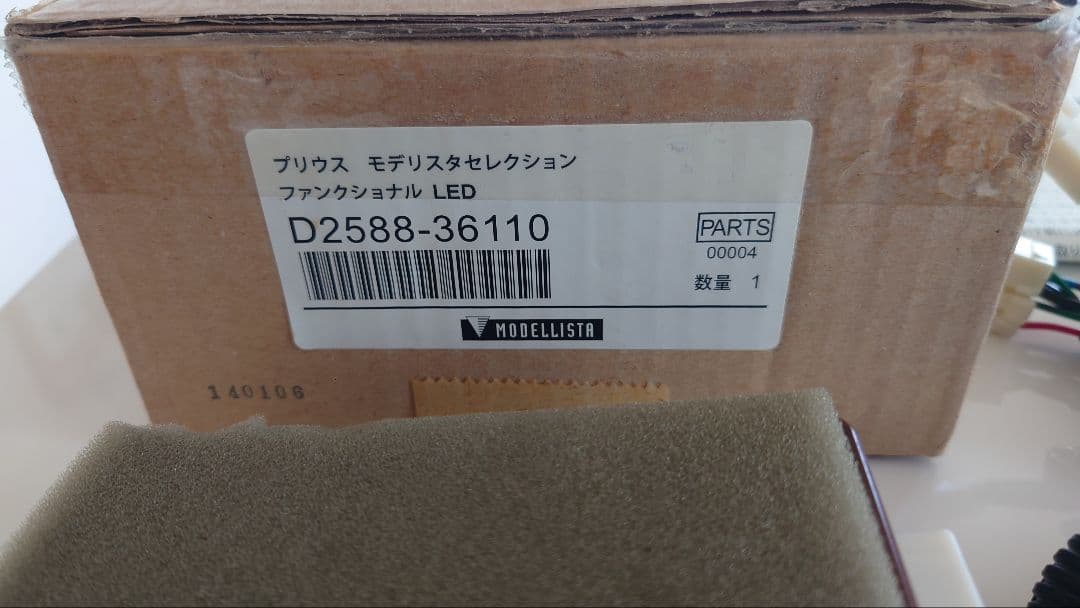 プリウス　モデリスタセレクション
ファンクショナル LED
D2588-36110
PARTS
00004
数量　1
MODELLISTA
140106